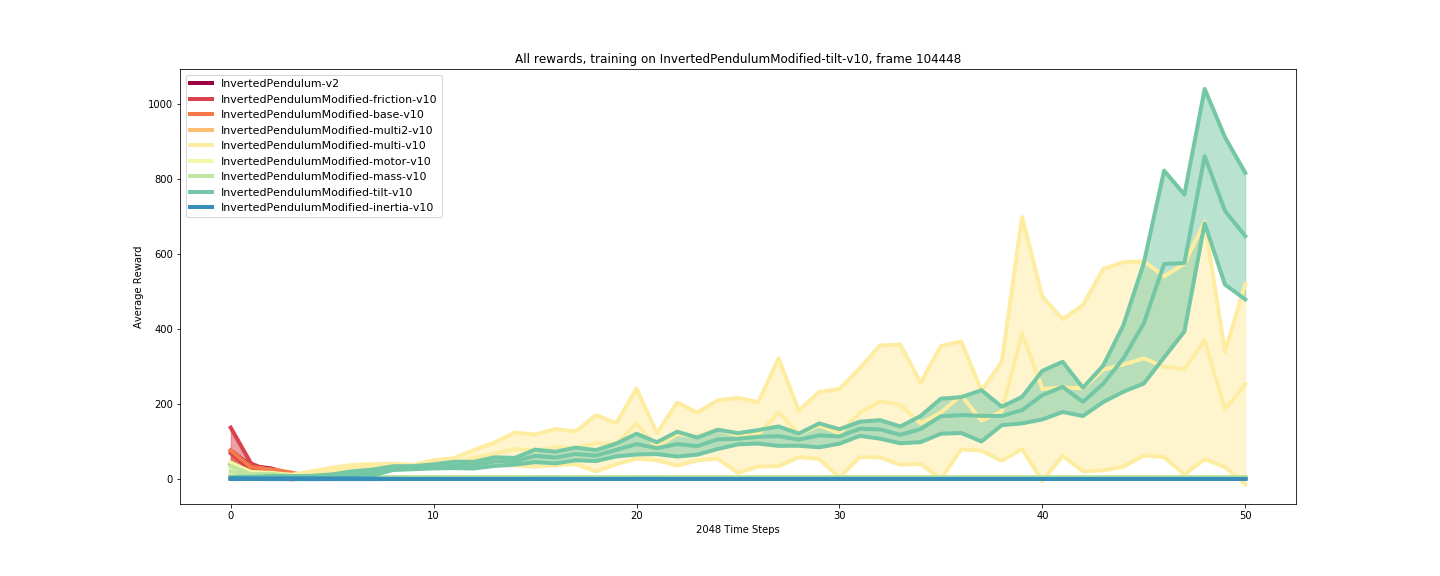 All rewards, training on InvertedPendulumModified-tilt-v10, frame 104448
InvertedPendulum-v2
InvertedPendulumModified-friction-v10
InvertedPendulumModified-base-v10
InvertedPendulumModified-multi2-v10
InvertedPendulumModified-multi-v10
InvertedPendulumModified-motor-v10
InvertedPendulumModified-mass-v10
InvertedPendulumModified-tilt-v10
InvertedPendulumModified-inertia-v10
Average Reward
1000
800
600
400
200
0
0 10 20 30 40 50
2048 Time Steps